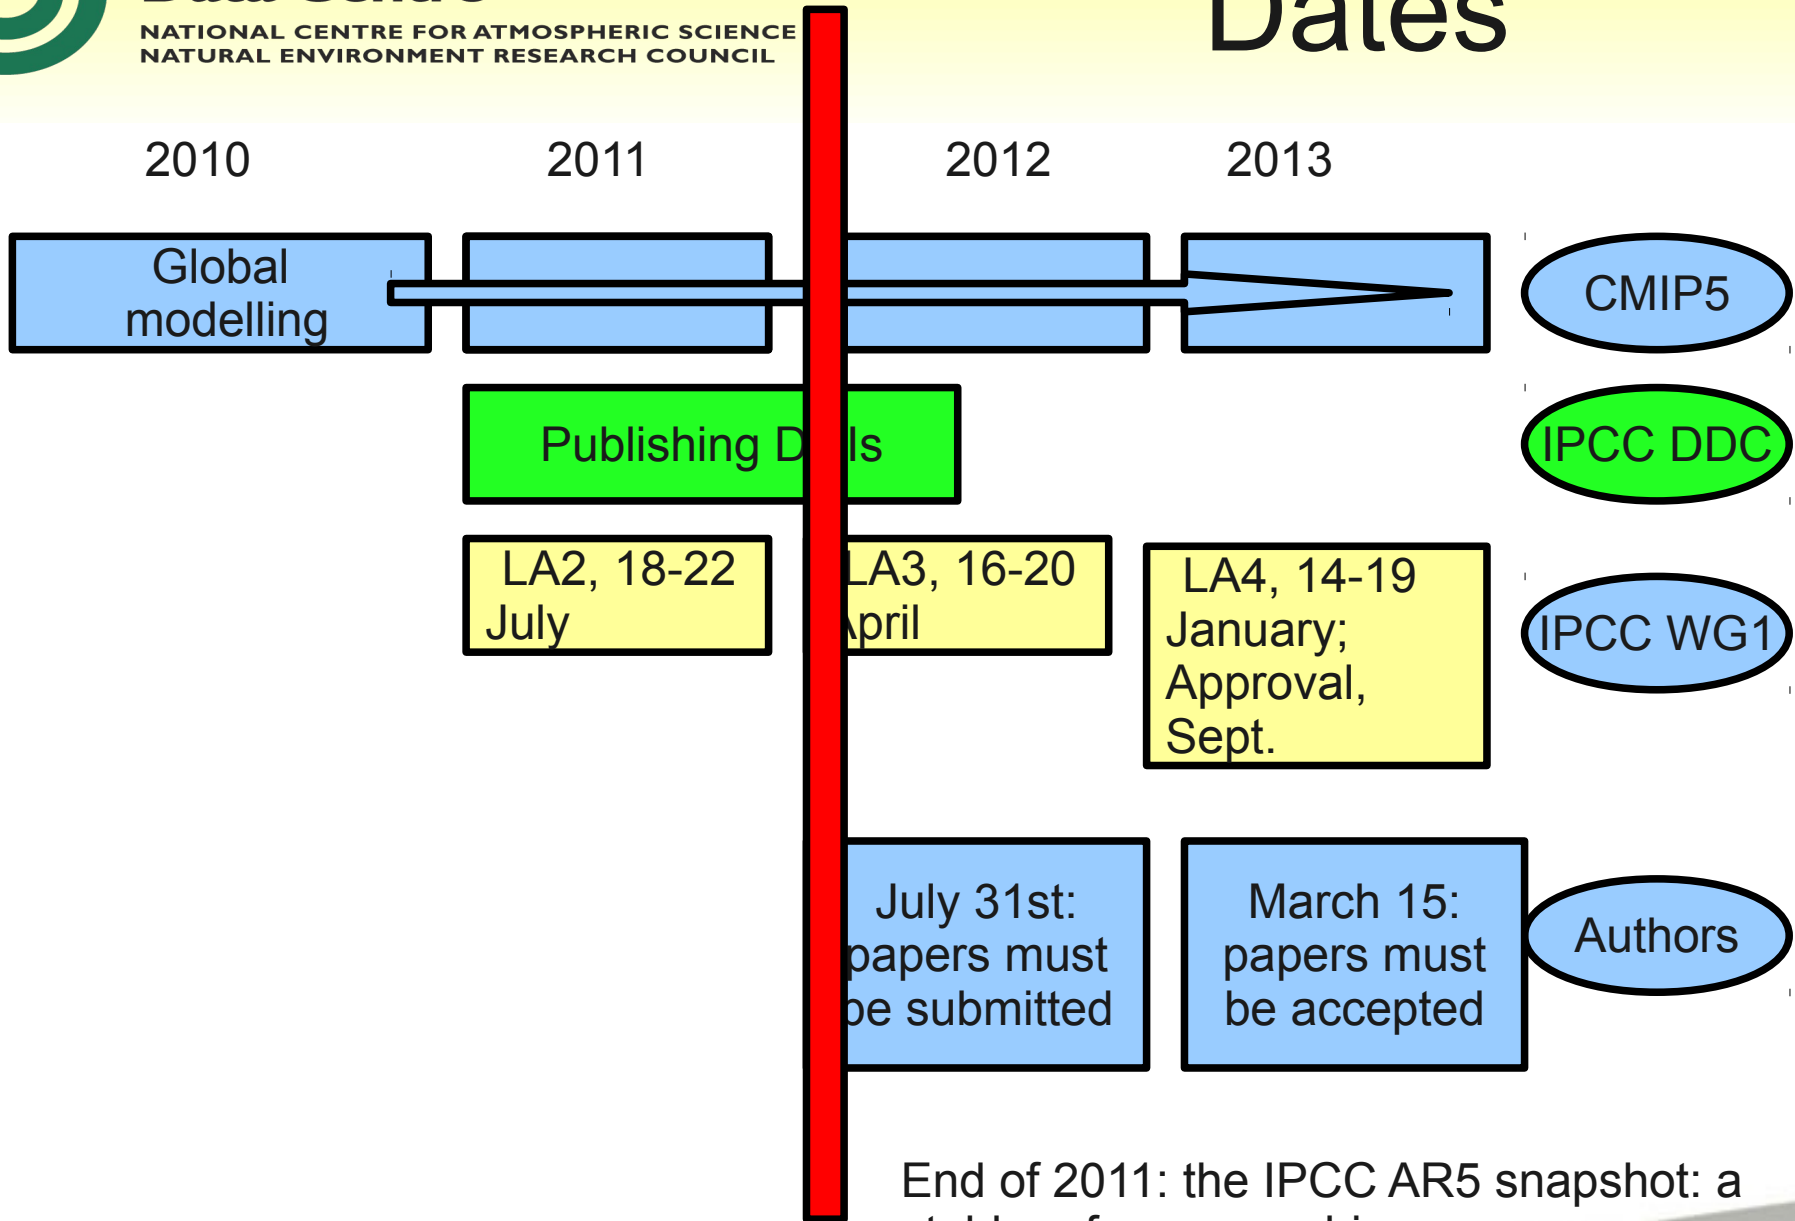 Dates
NATIONAL CENTRE FOR ATMOSPHERIC SCIENCE
NATURAL ENVIRONMENT RESEARCH COUNCIL
2010 2011 2012 2013
Global
modelling
CMIP5
Publishing D ls
IPCC DDC
LA2, 18-22
July
LA3, 16-20
April
LA4, 14-19
January;
Approval,
Sept.
IPCC WG1
July 31st:
papers must
be submitted
March 15:
papers must
be accepted
Authors
End of 2011: the IPCC AR5 snapshot: a